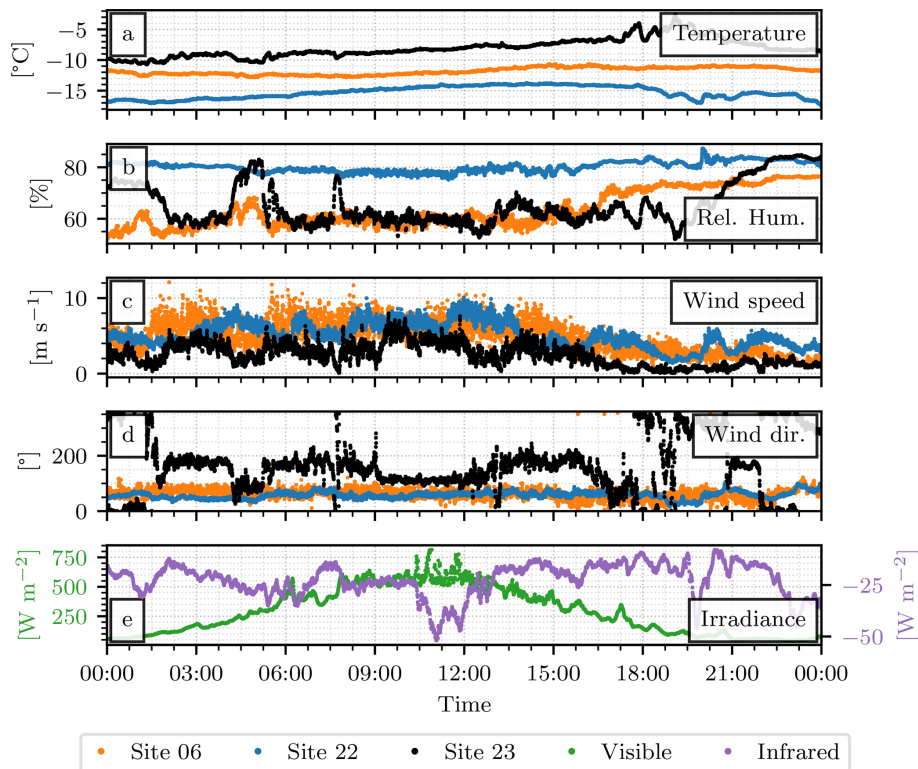 a
Temperature
[°C]
−5
−10
−15
b
Rel. Hum.
[%]
80
60
c
Wind speed
[m s⁻¹]
10
5
0
d
Wind dir.
[°]
200
0
e
Irradiance
[W m⁻²]
750
500
250
−25
−50
[W m⁻²]
00:00 03:00 06:00 09:00 12:00 15:00 18:00 21:00 00:00
Time
Site 06 Site 22 Site 23 Visible Infrared